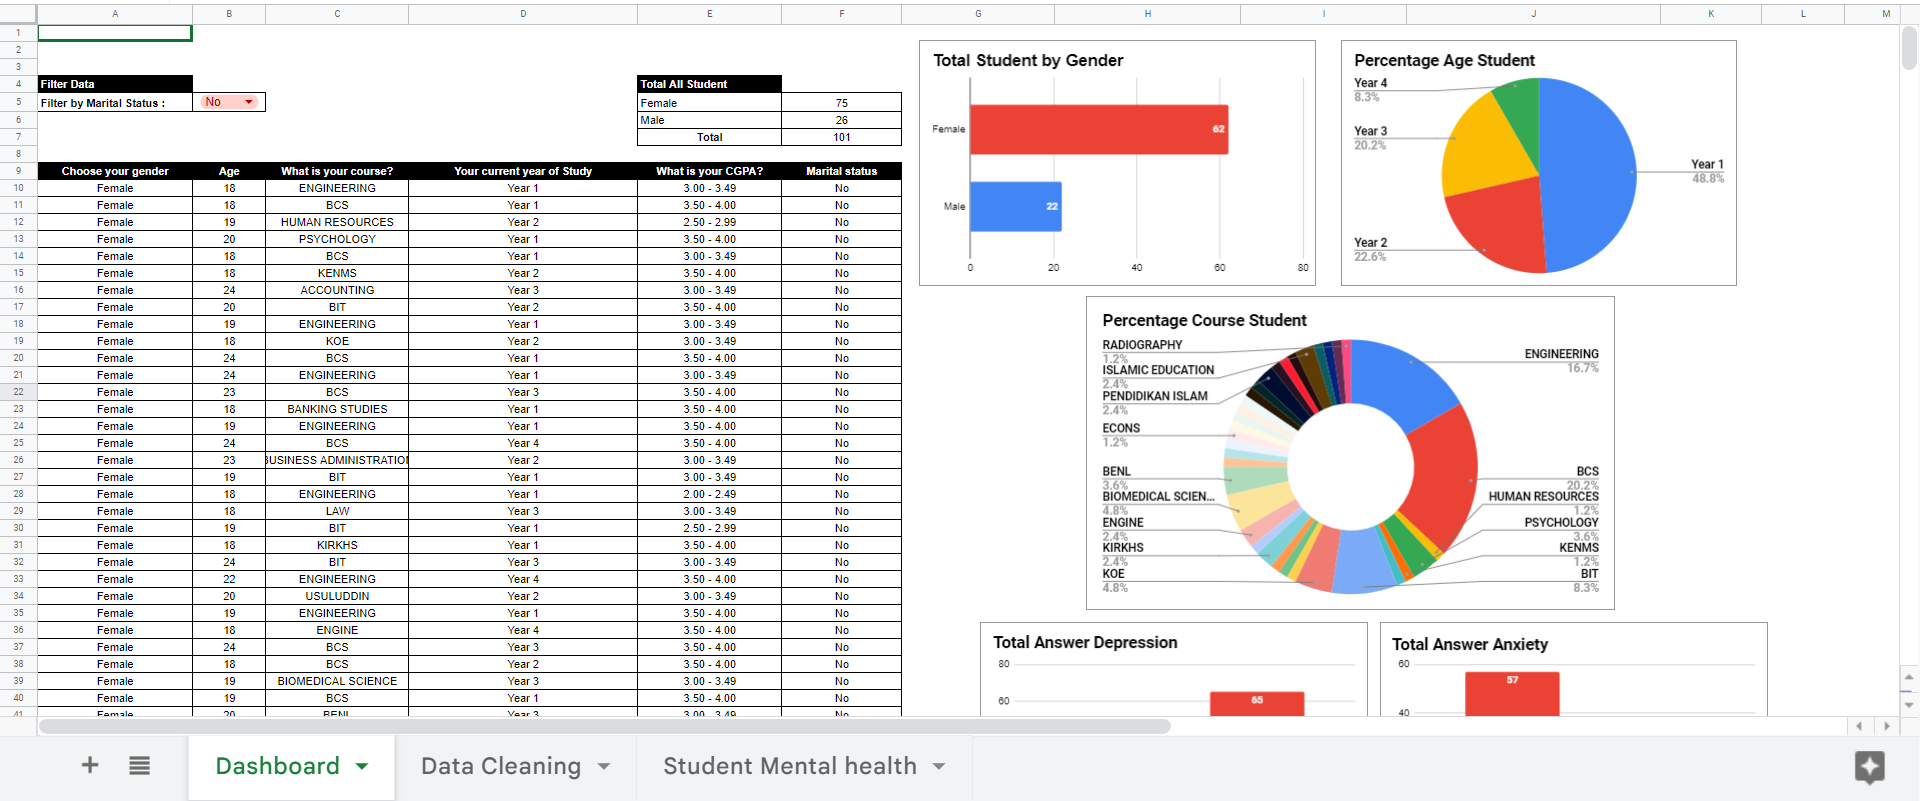 A B C D E F G H I J K L M
1
2
3
4 Filter Data Total All Student
5 Filter by Marital Status : No Female 75
6 Male 26
7 Total 101
8
9 Choose your gender Age What is your course? Your current year of Study What is your CGPA? Marital status
10 Female 18 ENGINEERING Year 1 3.00 - 3.49 No
11 Female 18 BCS Year 1 3.50 - 4.00 No
12 Female 19 HUMAN RESOURCES Year 2 2.50 - 2.99 No
13 Female 20 PSYCHOLOGY Year 1 3.50 - 4.00 No
14 Female 18 BCS Year 1 3.00 - 3.49 No
15 Female 18 KENMS Year 2 3.50 - 4.00 No
16 Female 24 ACCOUNTING Year 3 3.00 - 3.49 No
17 Female 20 BIT Year 2 3.50 - 4.00 No
18 Female 19 ENGINEERING Year 1 3.00 - 3.49 No
19 Female 18 KOE Year 2 3.00 - 3.49 No
20 Female 24 BCS Year 1 3.50 - 4.00 No
21 Female 24 ENGINEERING Year 1 3.00 - 3.49 No
22 Female 23 BCS Year 3 3.50 - 4.00 No
23 Female 18 BANKING STUDIES Year 1 3.50 - 4.00 No
24 Female 19 ENGINEERING Year 1 3.50 - 4.00 No
25 Female 24 BCS Year 4 3.50 - 4.00 No
26 Female 23 BUSINESS ADMINISTRATIO Year 2 3.00 - 3.49 No
27 Female 19 BIT Year 1 3.00 - 3.49 No
28 Female 18 ENGINEERING Year 1 2.00 - 2.49 No
29 Female 18 LAW Year 3 3.00 - 3.49 No
30 Female 19 BIT Year 1 2.50 - 2.99 No
31 Female 18 KIRKHS Year 1 3.50 - 4.00 No
32 Female 24 BIT Year 3 3.00 - 3.49 No
33 Female 22 ENGINEERING Year 4 3.50 - 4.00 No
34 Female 20 USULUDDIN Year 2 3.00 - 3.49 No
35 Female 19 ENGINEERING Year 1 3.50 - 4.00 No
36 Female 18 ENGINE Year 4 3.50 - 4.00 No
37 Female 24 BCS Year 3 3.50 - 4.00 No
38 Female 18 BCS Year 2 3.50 - 4.00 No
39 Female 19 BIOMEDICAL SCIENCE Year 3 3.00 - 3.49 No
40 Female 19 BCS Year 1 3.50 - 4.00 No
41 Female 20 BENL Year 3 3.00 - 3.49 No
Total Student by Gender
Female 62
Male 22
0 20 40 60 80
Percentage Age Student
Year 4
8.3%
Year 3
20.2%
Year 1
48.8%
Year 2
22.6%
Percentage Course Student
RADIOGRAPHY
1.2%
ISLAMIC EDUCATION
2.4%
PENDIDIKAN ISLAM
2.4%
ECONS
1.2%
BENL
3.6%
BIOMEDICAL SCIEN...
4.8%
ENGINE
2.4%
KIRKHS
2.4%
KOE
4.8%
ENGINEERING
16.7%
BCS
20.2%
HUMAN RESOURCES
1.2%
PSYCHOLOGY
3.6%
KENMS
1.2%
BIT
8.3%
Total Answer Depression
80
60
65
Total Answer Anxiety
60
57
40
Dashboard Data Cleaning Student Mental health